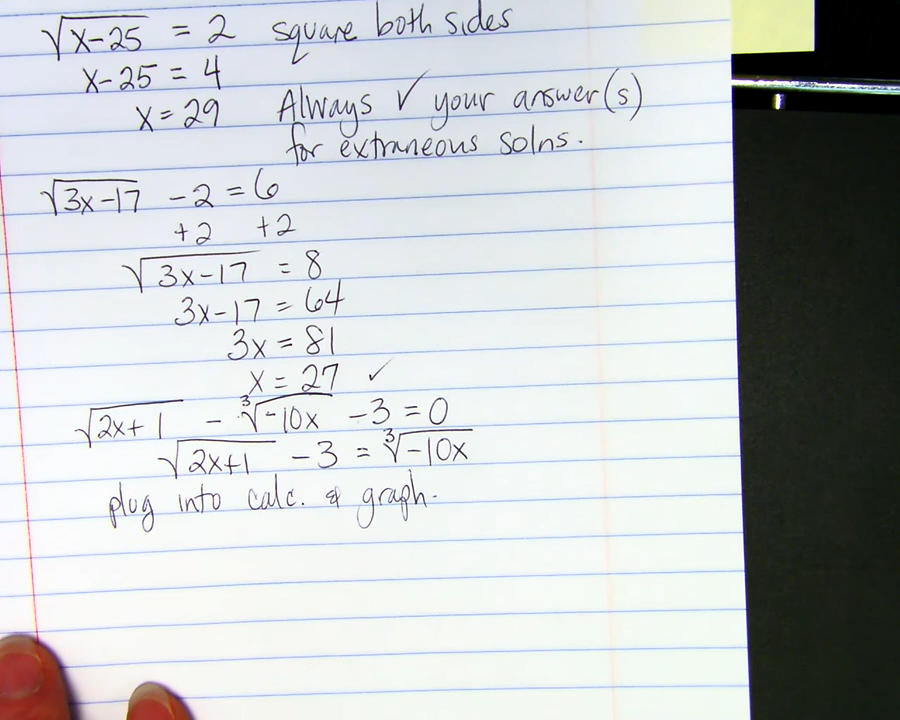 √x-25 = 2 square both sides
x-25 = 4
x = 29 Always ✓ your answer(s)
for extraneous solns.
√3x-17 - 2 = 6
+2 +2
√3x-17 = 8
3x-17 = 64
3x = 81
x = 27 ✓
√2x+1 - ∛-10x - 3 = 0
√2x+1 - 3 = ∛-10x
plug into calc. & graph.